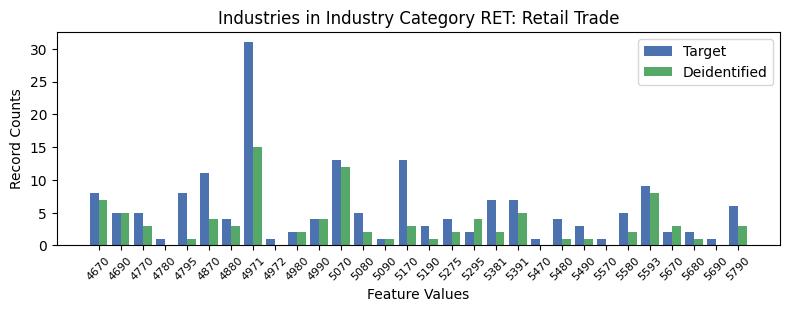 Industries in Industry Category RET: Retail Trade
Target
Deidentified
Record Counts
30
25
20
15
10
5
0
4670 4690 4770 4780 4795 4870 4880 4971 4972 4980 4990 5070 5080 5090 5170 5190 5275 5295 5381 5391 5470 5480 5490 5570 5580 5593 5670 5680 5690 5790
Feature Values